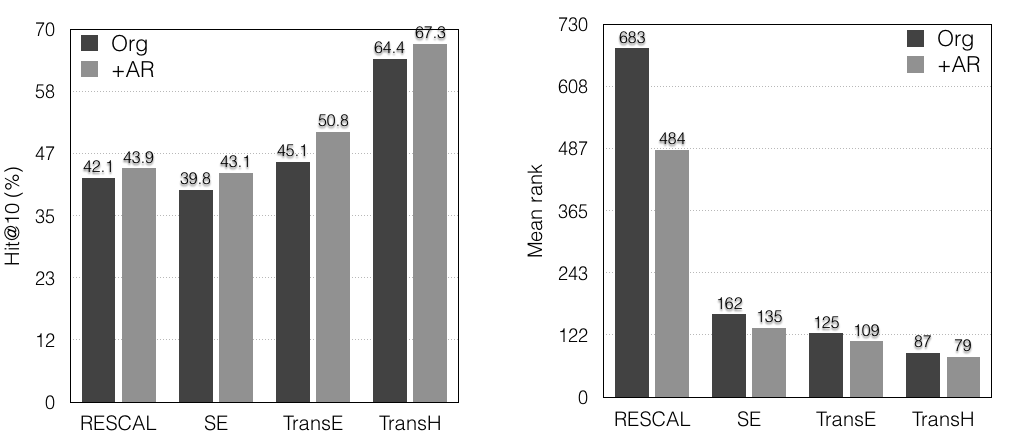 70
58
47
35
23
12
0
Hit@10 (%)
Org
+AR
42.1
43.9
39.8
43.1
45.1
50.8
64.4
67.3
RESCAL
SE
TransE
TransH
730
608
487
365
243
122
0
Mean rank
Org
+AR
683
484
162
135
125
109
87
79
RESCAL
SE
TransE
TransH